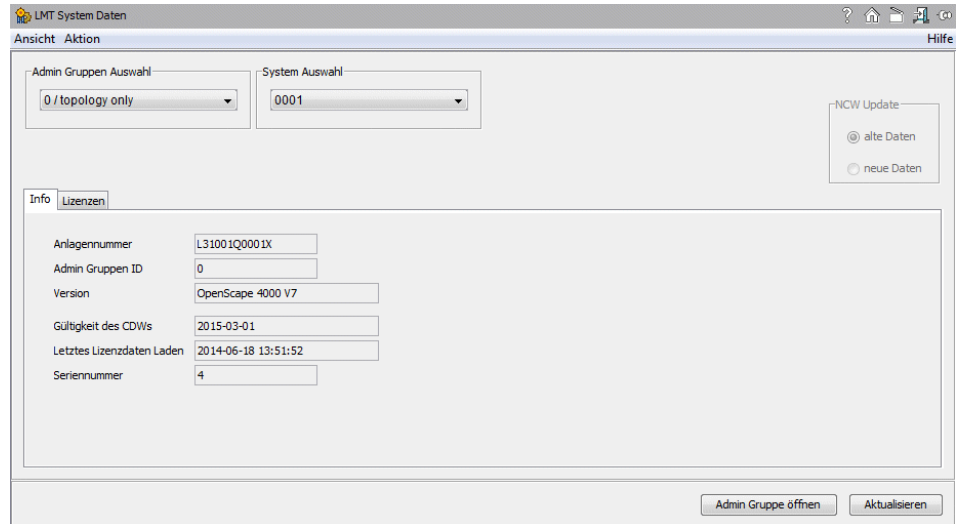 LMT System Daten
Ansicht Aktion Hilfe
Admin Gruppen Auswahl
0 / topology only
System Auswahl
0001
NCW Update
alte Daten
neue Daten
Info Lizenzen
Anlagennummer L31001Q0001X
Admin Gruppen ID 0
Version OpenScape 4000 V7
Gültigkeit des CDWs 2015-03-01
Letztes Lizenzdaten Laden 2014-06-18 13:51:52
Seriennummer 4
Admin Gruppe öffnen Aktualisieren